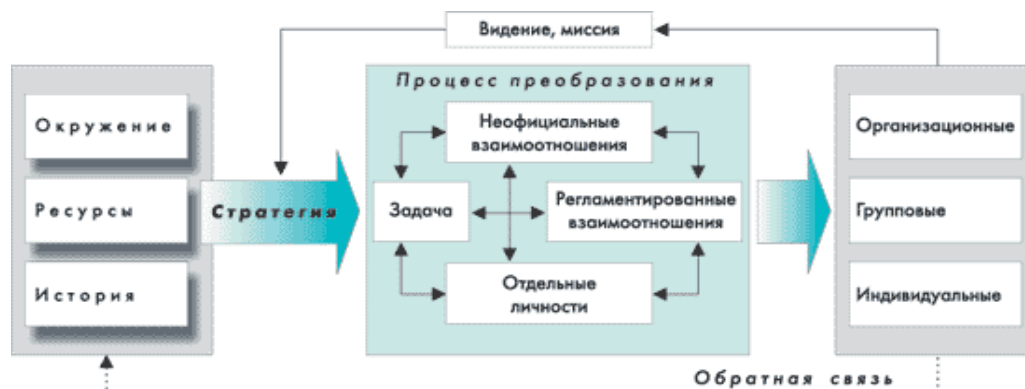 Видение, миссия
Процесс преобразования
Окружение
Ресурсы
История
Стратегия
Неофициальные
взаимоотношения
Задача
Регламентированные
взаимоотношения
Отдельные
личности
Организационные
Групповые
Индивидуальные
Обратная связь